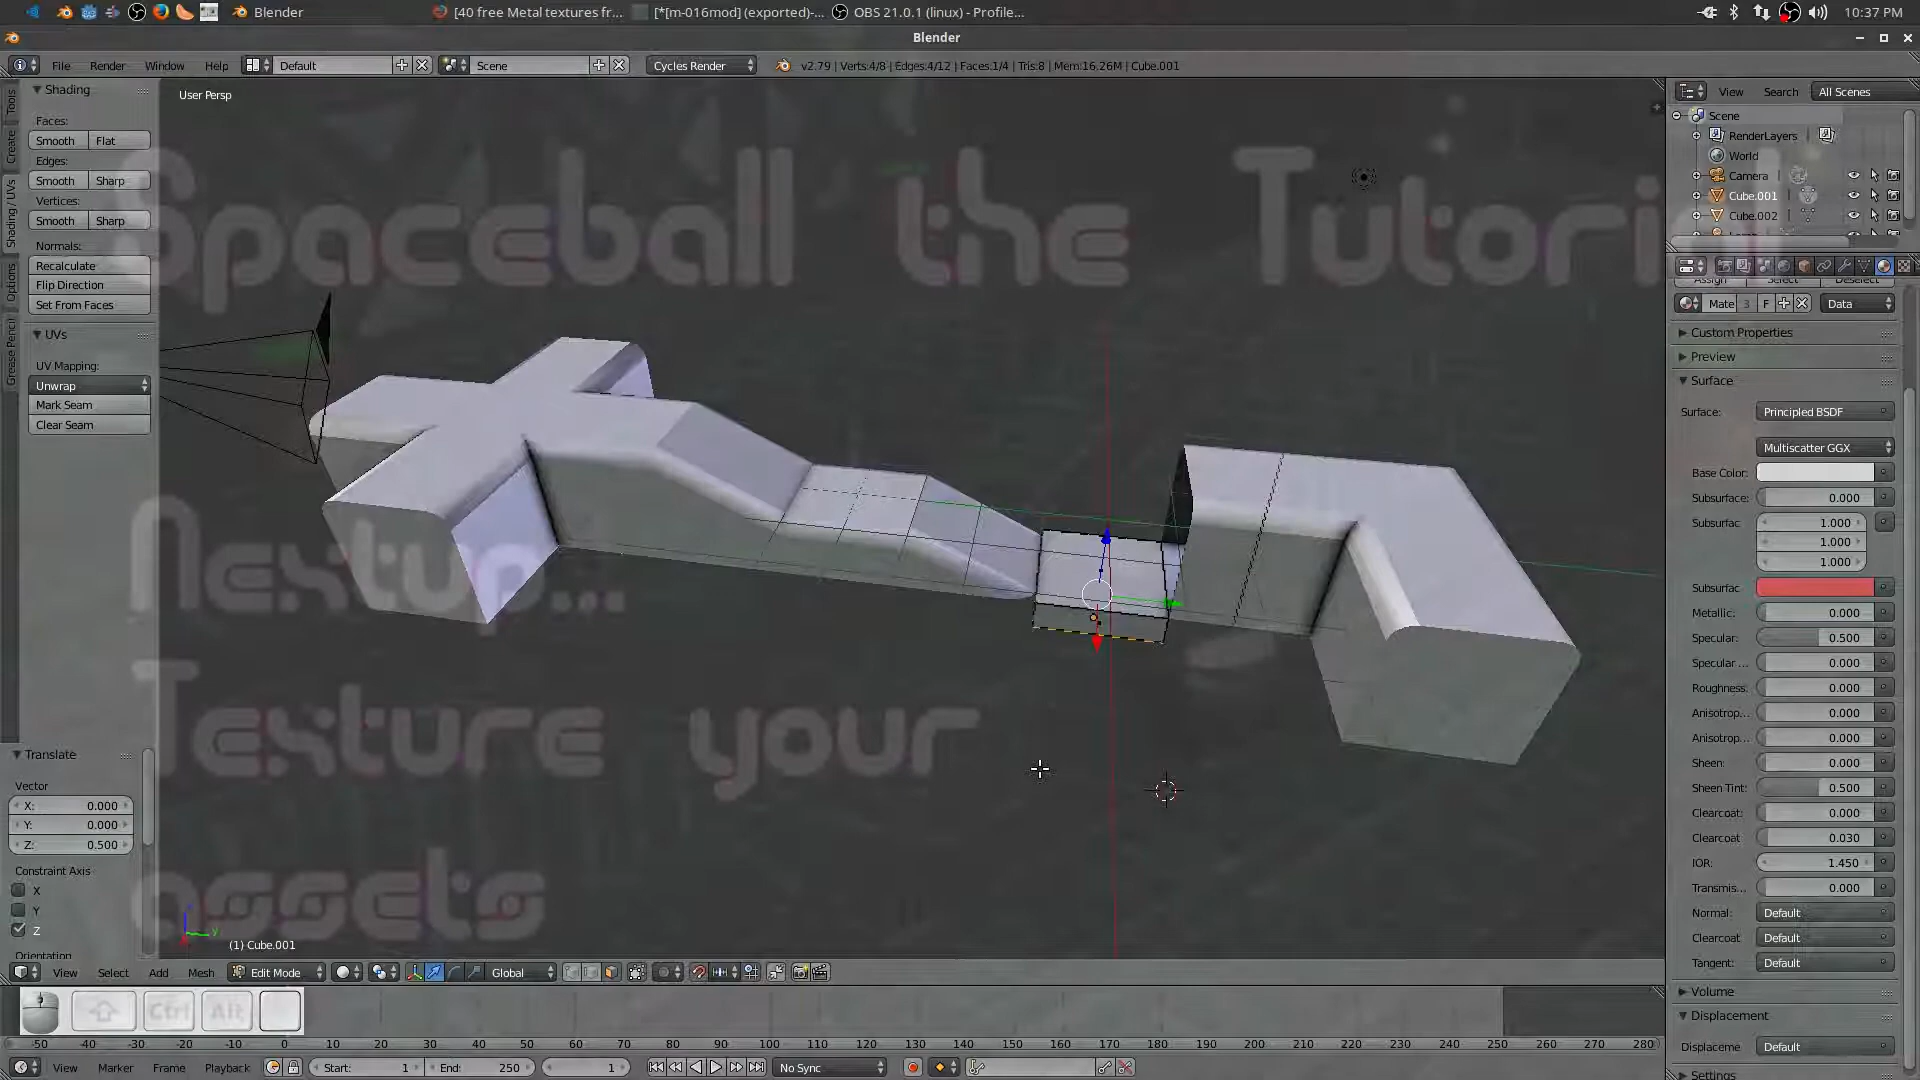 Blender
[40 free Metal textures fr...
[*[m-016mod] (exported)-...
OBS 21.0.1 (linux) - Profile...
10:37 PM
Blender
File
Render
Window
Help
Default
Scene
Cycles Render
v2.79 | Verts:4/8 | Edges:4/12 | Faces:1/4 | Tris:8 | Mem:16.26M | Cube.001
Tools
Create
Shading / UVs
Options
Grease Pencil
Shading
Faces:
Smooth
Flat
Edges:
Smooth
Sharp
Vertices:
Smooth
Sharp
Normals:
Recalculate
Flip Direction
Set From Faces
UVs
UV Mapping:
Unwrap
Mark Seam
Clear Seam
Translate
Vector
X: 0.000
Y: 0.000
Z: 0.500
Constraint Axis
X
Y
Z
Orientation
User Persp
Spaceball the Tutori
Nextup...
Texture your
assets
(1) Cube.001
View
Search
All Scenes
Scene
RenderLayers
World
Camera
Cube.001
Cube.002
Assign
Select
Deselect
Mate
3
F
Data
Custom Properties
Preview
Surface
Surface:
Principled BSDF
Multiscatter GGX
Base Color:
Subsurface: 0.000
Subsurfac 1.000
1.000
1.000
Subsurfac
Metallic: 0.000
Specular: 0.500
Specular ... 0.000
Roughness: 0.000
Anisotrop... 0.000
Anisotrop... 0.000
Sheen: 0.000
Sheen Tint: 0.500
Clearcoat: 0.000
Clearcoat 0.030
IOR: 1.450
Transmis... 0.000
Normal: Default
Clearcoat Default
Tangent: Default
Volume
Displacement
Displaceme Default
Settings
View
Select
Add
Mesh
Edit Mode
Global
Ctrl
Alt
-50 -40 -30 -20 -10 0 10 20 30 40 50 60 70 80 90 100 110 120 130 140 150 160 170 180 190 200 210 220 230 240 250 260 270 280
View
Marker
Frame
Playback
Start: 1
End: 250
1
No Sync